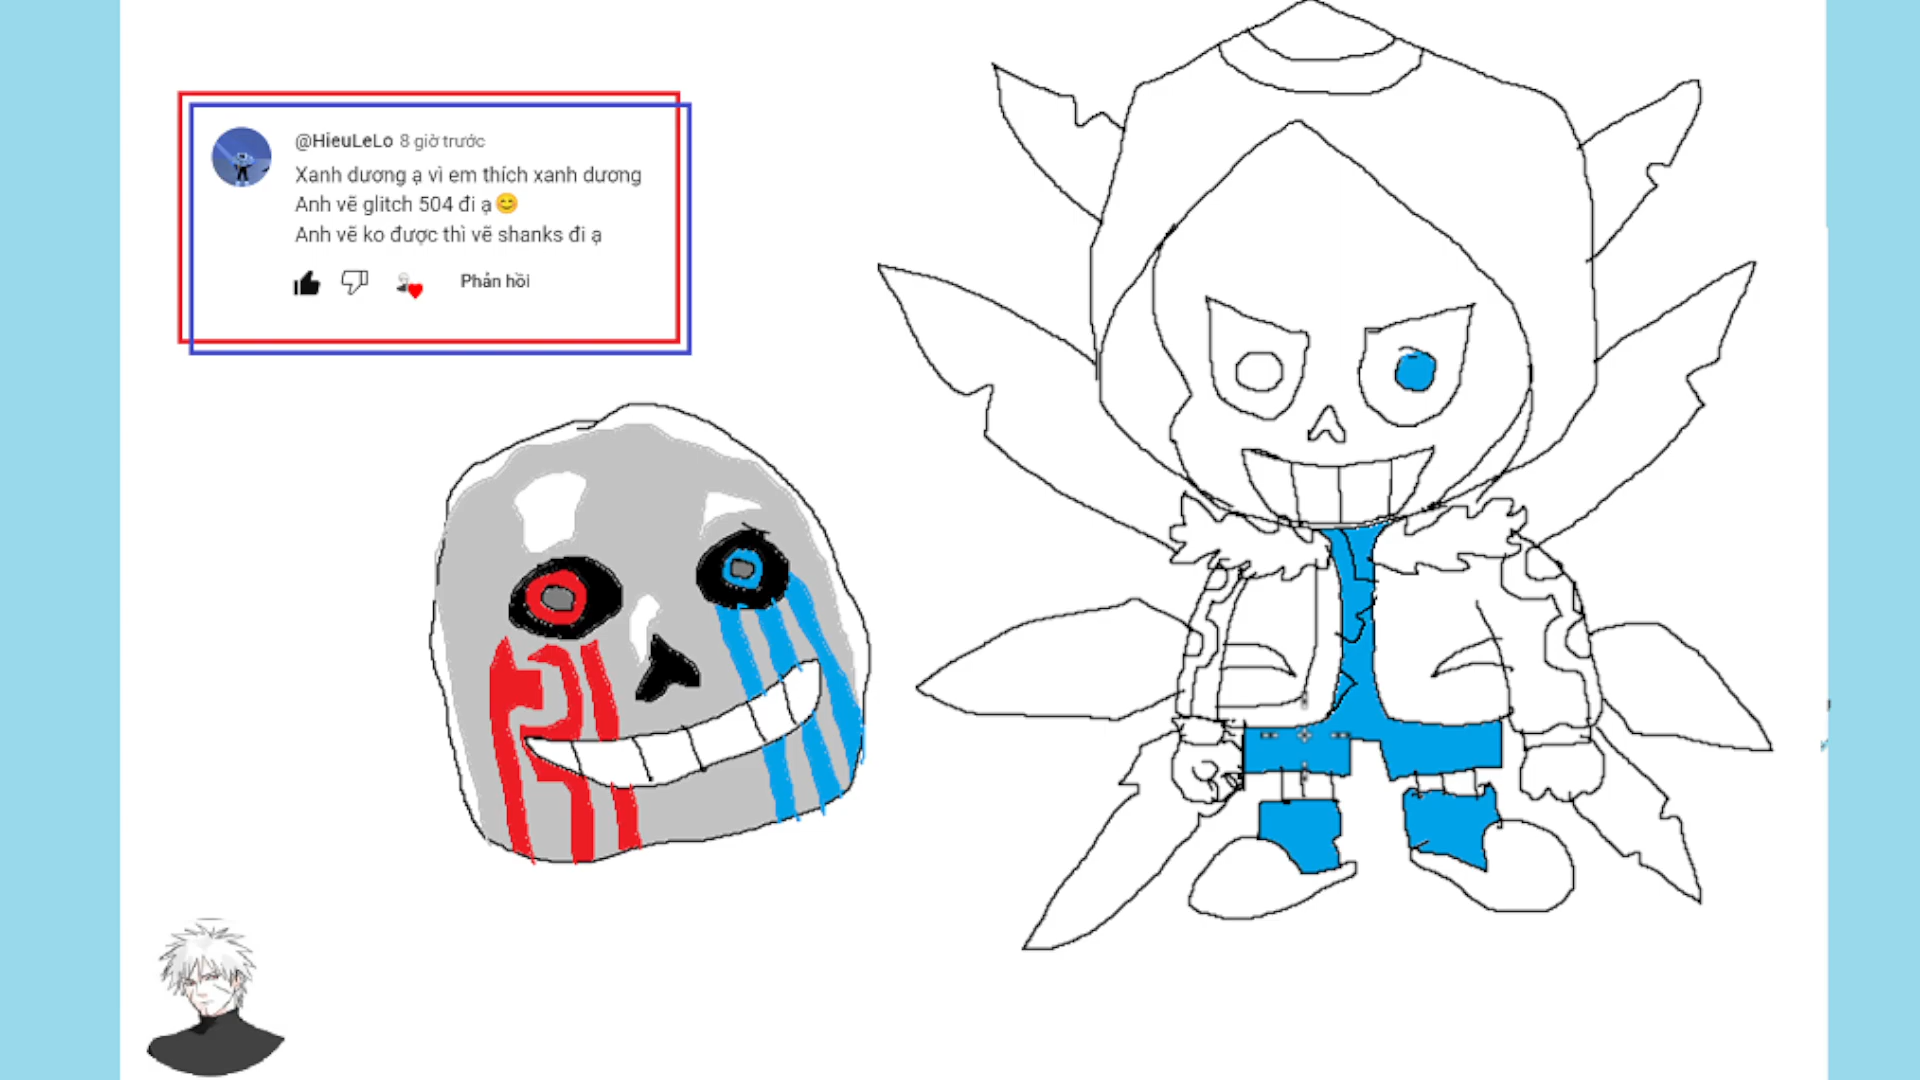 @HieuLeLo 8 giờ trước
Xanh dương ạ vì em thích xanh dương
Anh vẽ glitch 504 đi ạ😊
Anh vẽ ko được thì vẽ shanks đi ạ
Phản hồi